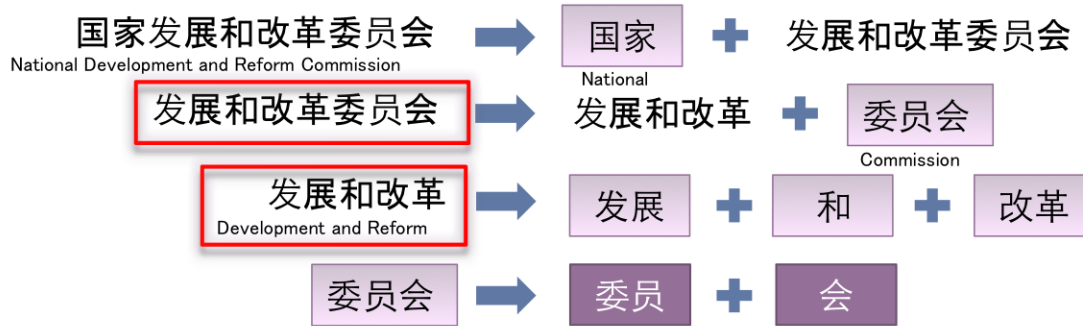 国家发展和改革委员会 国家 + 发展和改革委员会
National Development and Reform Commission National
发展和改革委员会 发展和改革 + 委员会
Commission
发展和改革 发展 + 和 + 改革
Development and Reform
委员会 委员 + 会